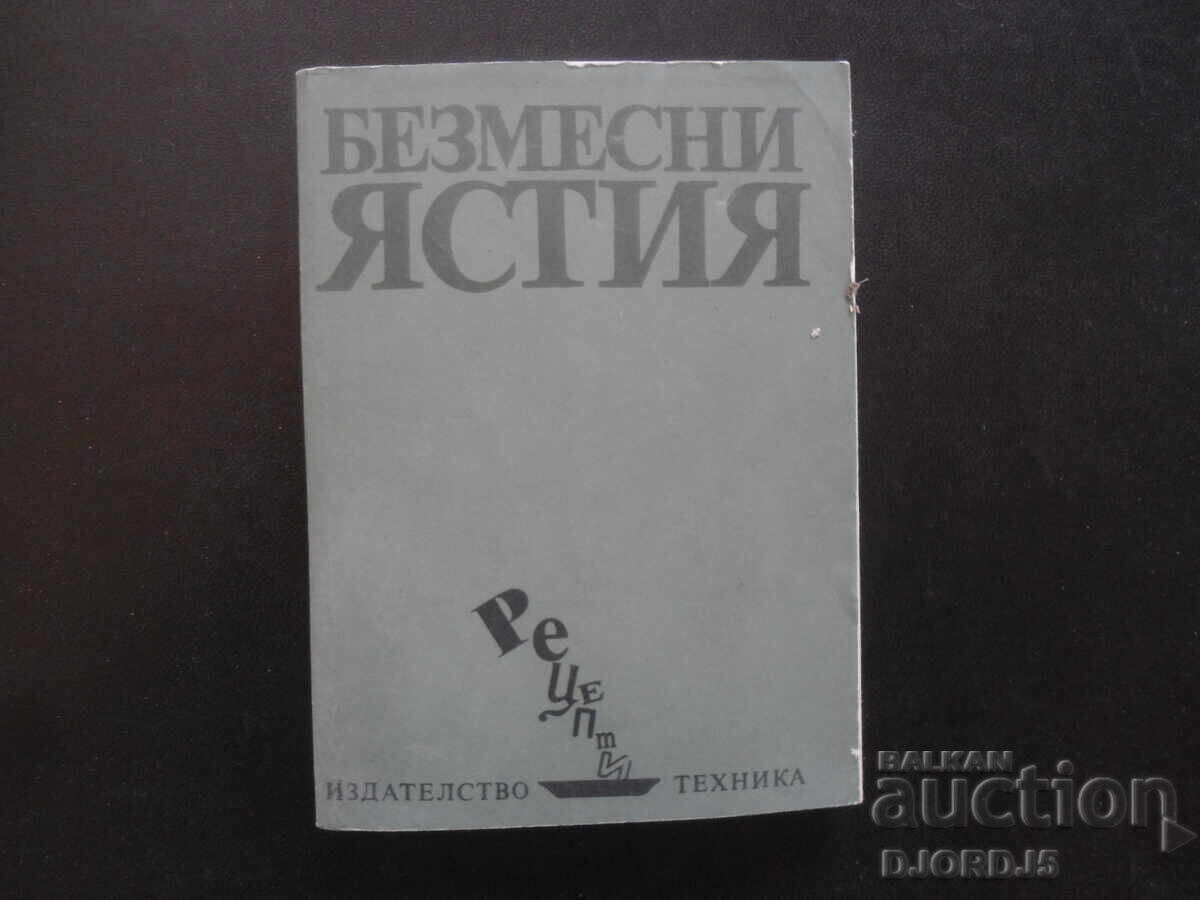 БЕЗМЕСНИ
ЯСТИЯ
Рецепти
ИЗДАТЕЛСТВО ТЕХНИКА
BALKAN
auction
DJORDJ5